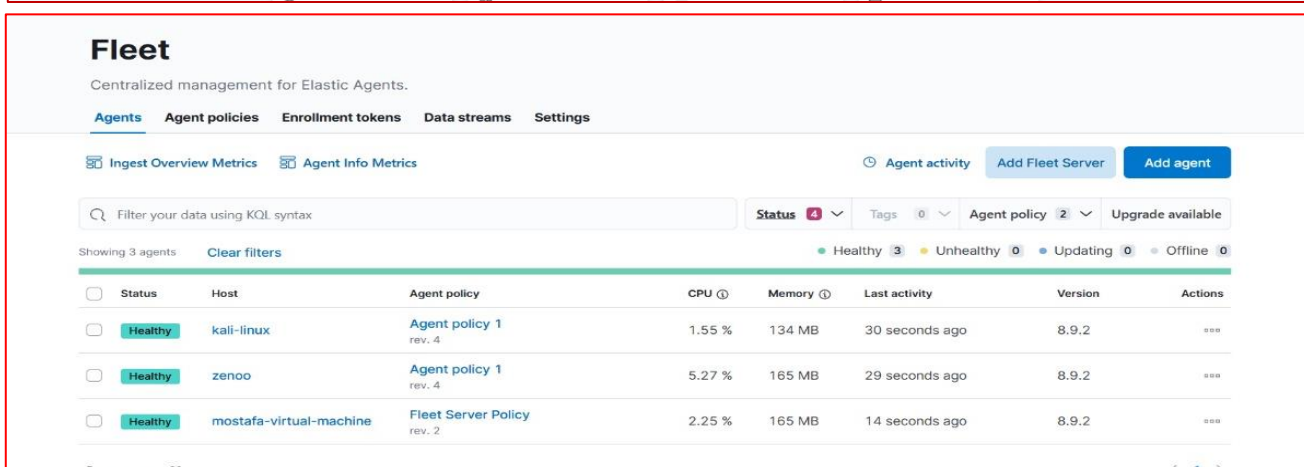 Fleet
Centralized management for Elastic Agents.
Agents Agent policies Enrollment tokens Data streams Settings
Ingest Overview Metrics Agent Info Metrics Agent activity Add Fleet Server Add agent
Filter your data using KQL syntax Status 4 Tags 0 Agent policy 2 Upgrade available
Showing 3 agents Clear filters Healthy 3 Unhealthy 0 Updating 0 Offline 0
Status Host Agent policy CPU Memory Last activity Version Actions
Healthy kali-linux Agent policy 1 1.55 % 134 MB 30 seconds ago 8.9.2
rev. 4
Healthy zenoo Agent policy 1 5.27 % 165 MB 29 seconds ago 8.9.2
rev. 4
Healthy mostafa-virtual-machine Fleet Server Policy 2.25 % 165 MB 14 seconds ago 8.9.2
rev. 2